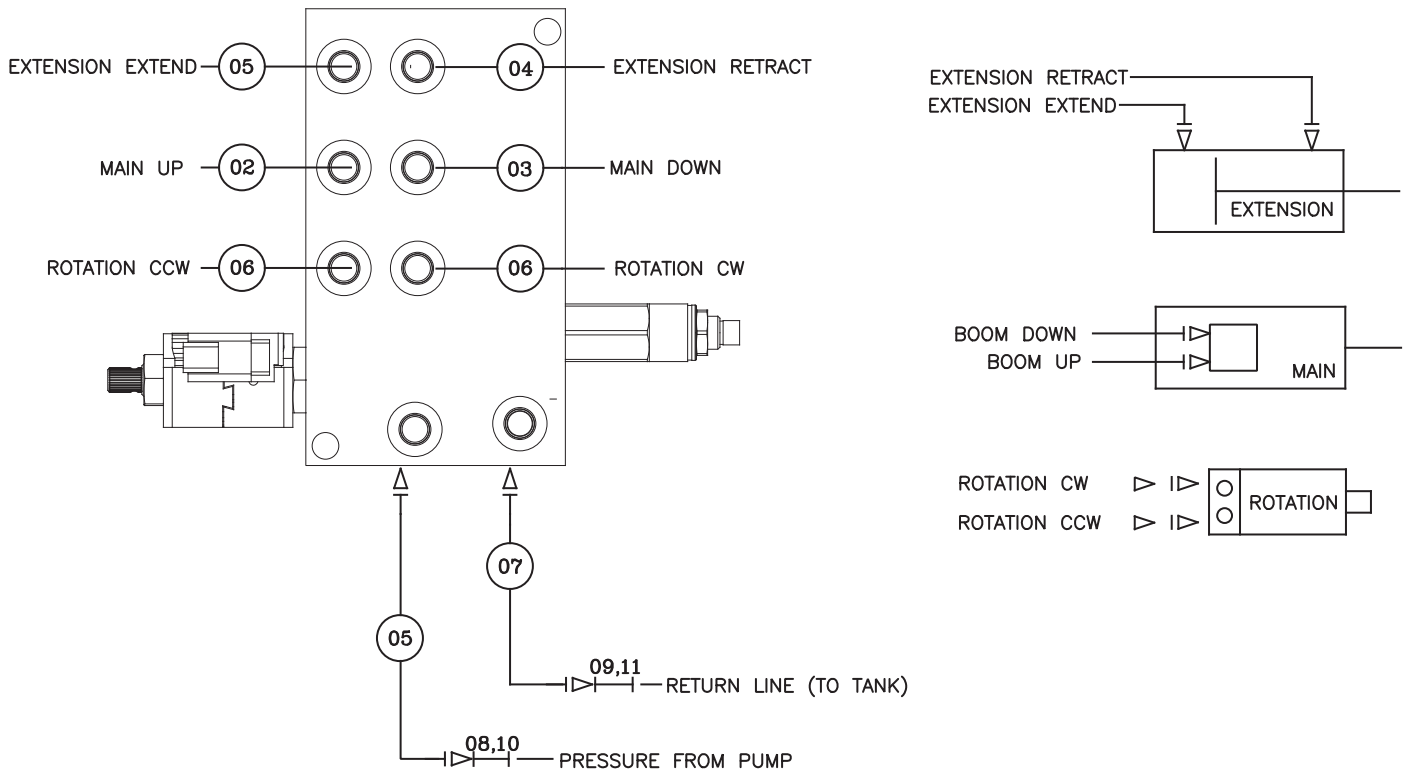 EXTENSION EXTEND 05 04 EXTENSION RETRACT
MAIN UP 02 03 MAIN DOWN
ROTATION CCW 06 06 ROTATION CW
07
05
09,11
RETURN LINE (TO TANK)
08,10
PRESSURE FROM PUMP
EXTENSION RETRACT
EXTENSION EXTEND
EXTENSION
BOOM DOWN
BOOM UP
MAIN
ROTATION CW
ROTATION
ROTATION CCW